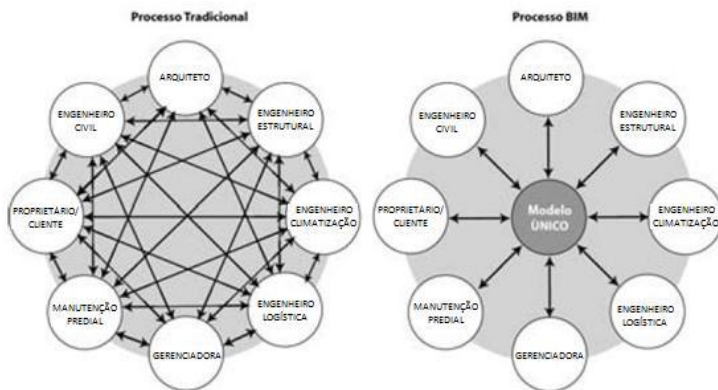 Processo Tradicional
ARQUITETO
ENGENHEIRO
CIVIL
ENGENHEIRO
ESTRUTURAL
PROPRIETÁRIO/
CLIENTE
ENGENHEIRO
CLIMATIZAÇÃO
MANUTENÇÃO
PREDIAL
ENGENHEIRO
LOGÍSTICA
GERENCIADORA
Processo BIM
ARQUITETO
ENGENHEIRO
CIVIL
ENGENHEIRO
ESTRUTURAL
PROPRIETÁRIO/
CLIENTE
Modelo
ÚNICO
ENGENHEIRO
CLIMATIZAÇÃO
MANUTENÇÃO
PREDIAL
ENGENHEIRO
LOGÍSTICA
GERENCIADORA